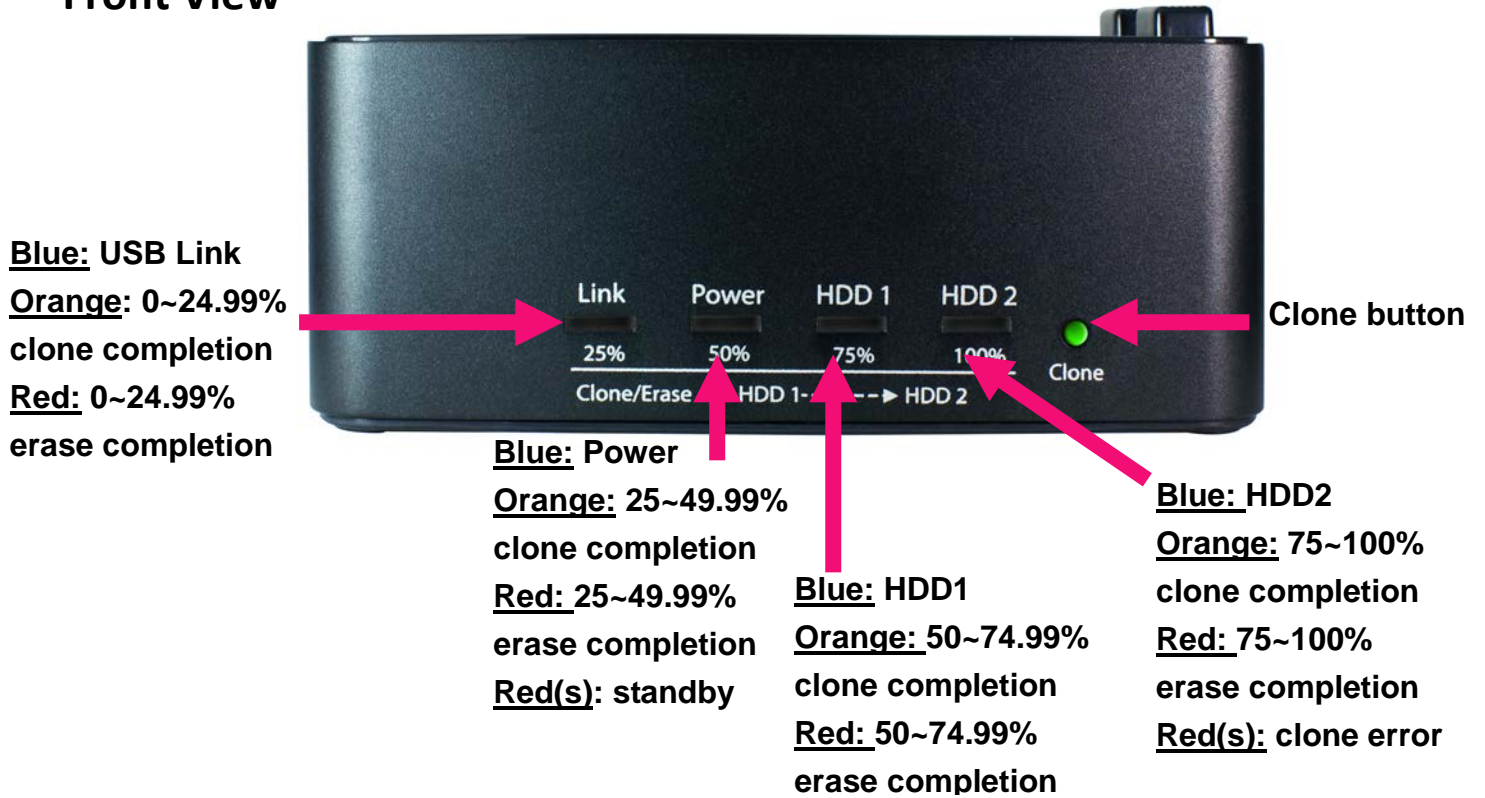 Front View
Link Power HDD 1 HDD 2
25% 50% 75% 100%
Clone/Erase HDD 1 HDD 2
Clone
Blue: USB Link
Orange: 0~24.99%
clone completion
Red: 0~24.99%
erase completion
Clone button
Blue: Power
Orange: 25~49.99%
clone completion
Red: 25~49.99%
erase completion
Red(s): standby
Blue: HDD1
Orange: 50~74.99%
clone completion
Red: 50~74.99%
erase completion
Blue: HDD2
Orange: 75~100%
clone completion
Red: 75~100%
erase completion
Red(s): clone error